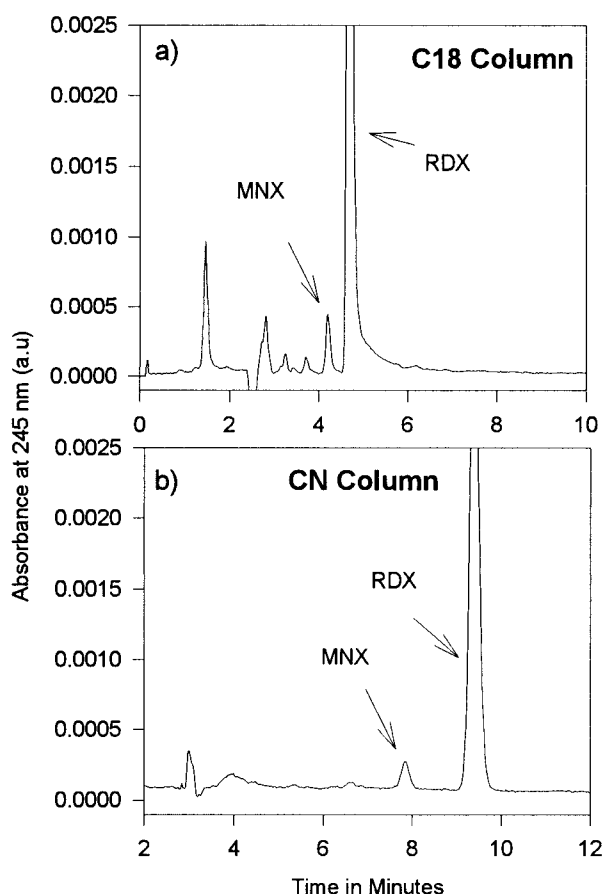 a)
C18 Column
0.0025
0.0020
0.0015
0.0010
0.0005
0.0000
RDX
MNX
0 2 4 6 8 10
Absorbance at 245 nm (a.u)
b)
CN Column
0.0025
0.0020
0.0015
0.0010
0.0005
0.0000
RDX
MNX
2 4 6 8 10 12
Time in Minutes